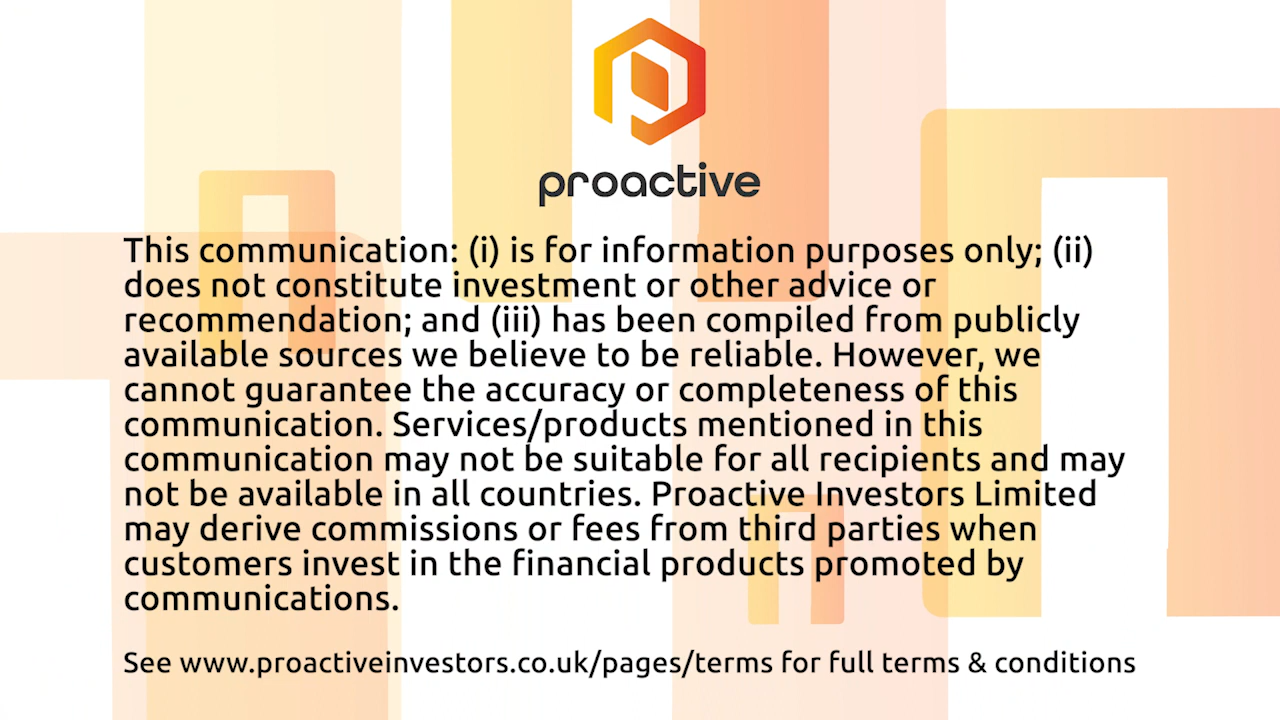 proactive
This communication: (i) is for information purposes only; (ii)
does not constitute investment or other advice or
recommendation; and (iii) has been compiled from publicly
available sources we believe to be reliable. However, we
cannot guarantee the accuracy or completeness of this
communication. Services/products mentioned in this
communication may not be suitable for all recipients and may
not be available in all countries. Proactive Investors Limited
may derive commissions or fees from third parties when
customers invest in the financial products promoted by
communications.
See www.proactiveinvestors.co.uk/pages/terms for full terms & conditions